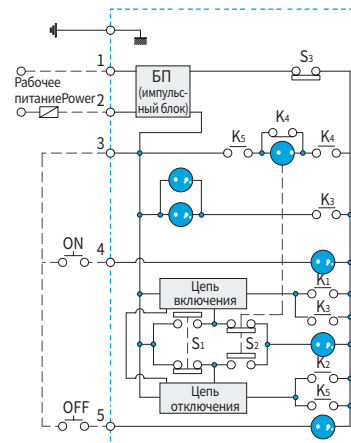 1
S3
БП
(импульс-
ный блок)
Рабочее
питаниеPower
2
K4
3
K5
K4
K3
ON
4
Цепь
включения
K1
K3
S1
S2
K2
Цепь
отключения
K5
OFF
5